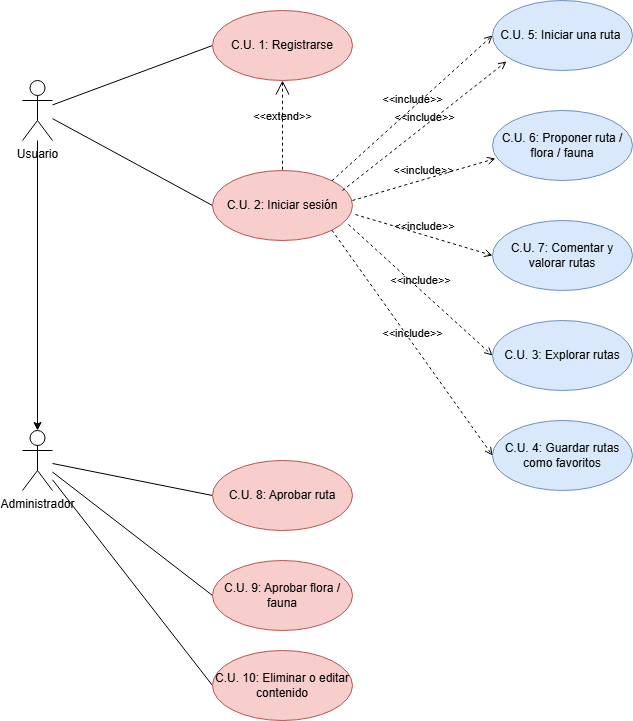 C.U. 1: Registrarse
C.U. 5: Iniciar una ruta
<<include>>
<<extend>>
<<include>>
Usuario
C.U. 6: Proponer ruta /
flora / fauna
<<include>>
C.U. 2: Iniciar sesión
<<include>>
C.U. 7: Comentar y
valorar rutas
<<include>>
<<include>>
C.U. 3: Explorar rutas
C.U. 4: Guardar rutas
como favoritos
Administrador
C.U. 8: Aprobar ruta
C.U. 9: Aprobar flora /
fauna
C.U. 10: Eliminar o editar
contenido